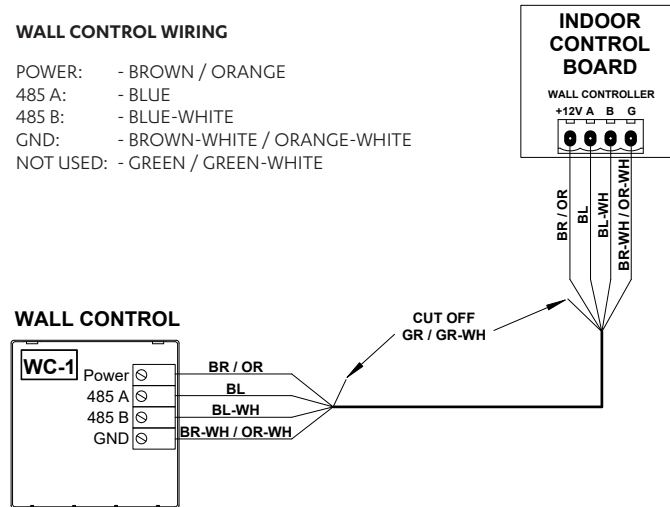 WALL CONTROL WIRING
POWER: - BROWN / ORANGE
485 A: - BLUE
485 B: - BLUE-WHITE
GND: - BROWN-WHITE / ORANGE-WHITE
NOT USED: - GREEN / GREEN-WHITE
INDOOR
CONTROL
BOARD
WALL CONTROLLER
+12V A B G
BR / OR
BL
BL-WH
BR-WH / OR-WH
CUT OFF
GR / GR-WH
WALL CONTROL
WC-1
Power
485 A
485 B
GND
BR / OR
BL
BL-WH
BR-WH / OR-WH